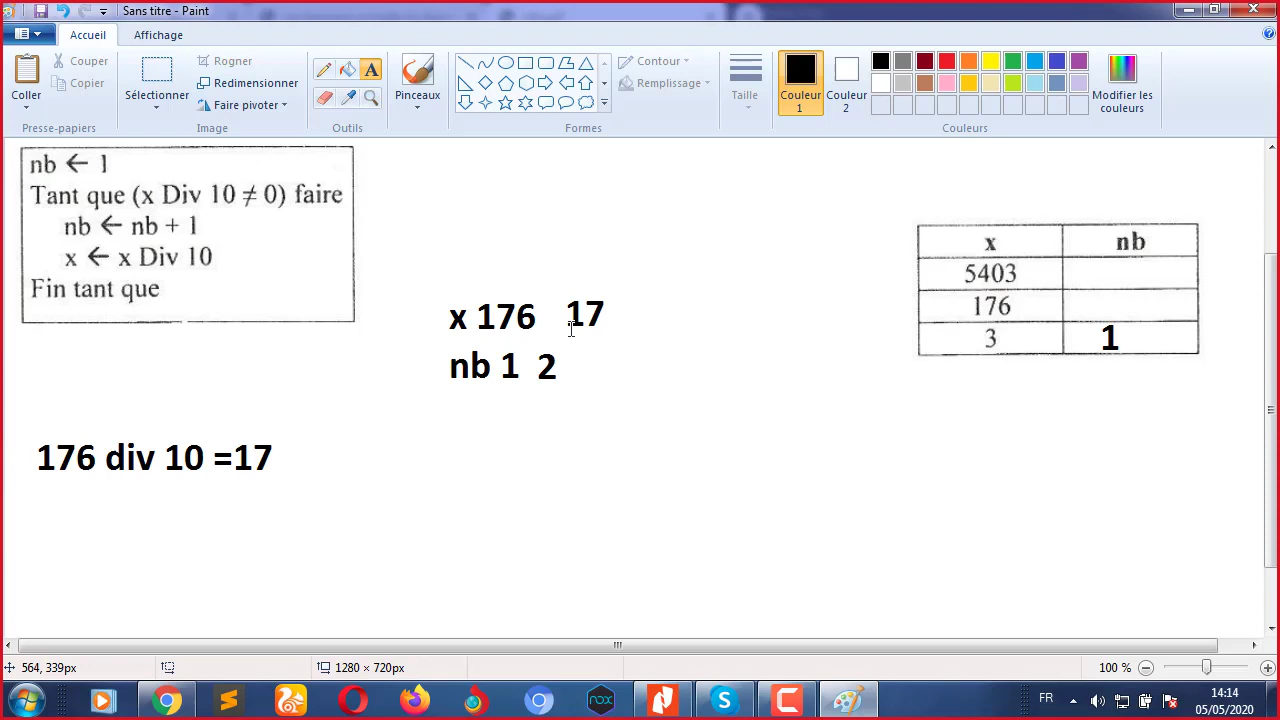 Sans titre - Paint
Accueil
Affichage
Coller
Couper
Copier
Presse-papiers
Sélectionner
Rogner
Redimensionner
Faire pivoter
Image
A
Outils
Pinceaux
Contour
Remplissage
Formes
Taille
Couleur 1
Couleur 2
Modifier les couleurs
Couleurs
nb ← 1
Tant que (x Div 10 ≠ 0) faire
nb ← nb + 1
x ← x Div 10
Fin tant que
x 176 17
nb 1 2
176 div 10 =17
x nb
5403
176
3 1
564, 339px
1280 × 720px
100 %
nox
FR
14:14
05/05/2020